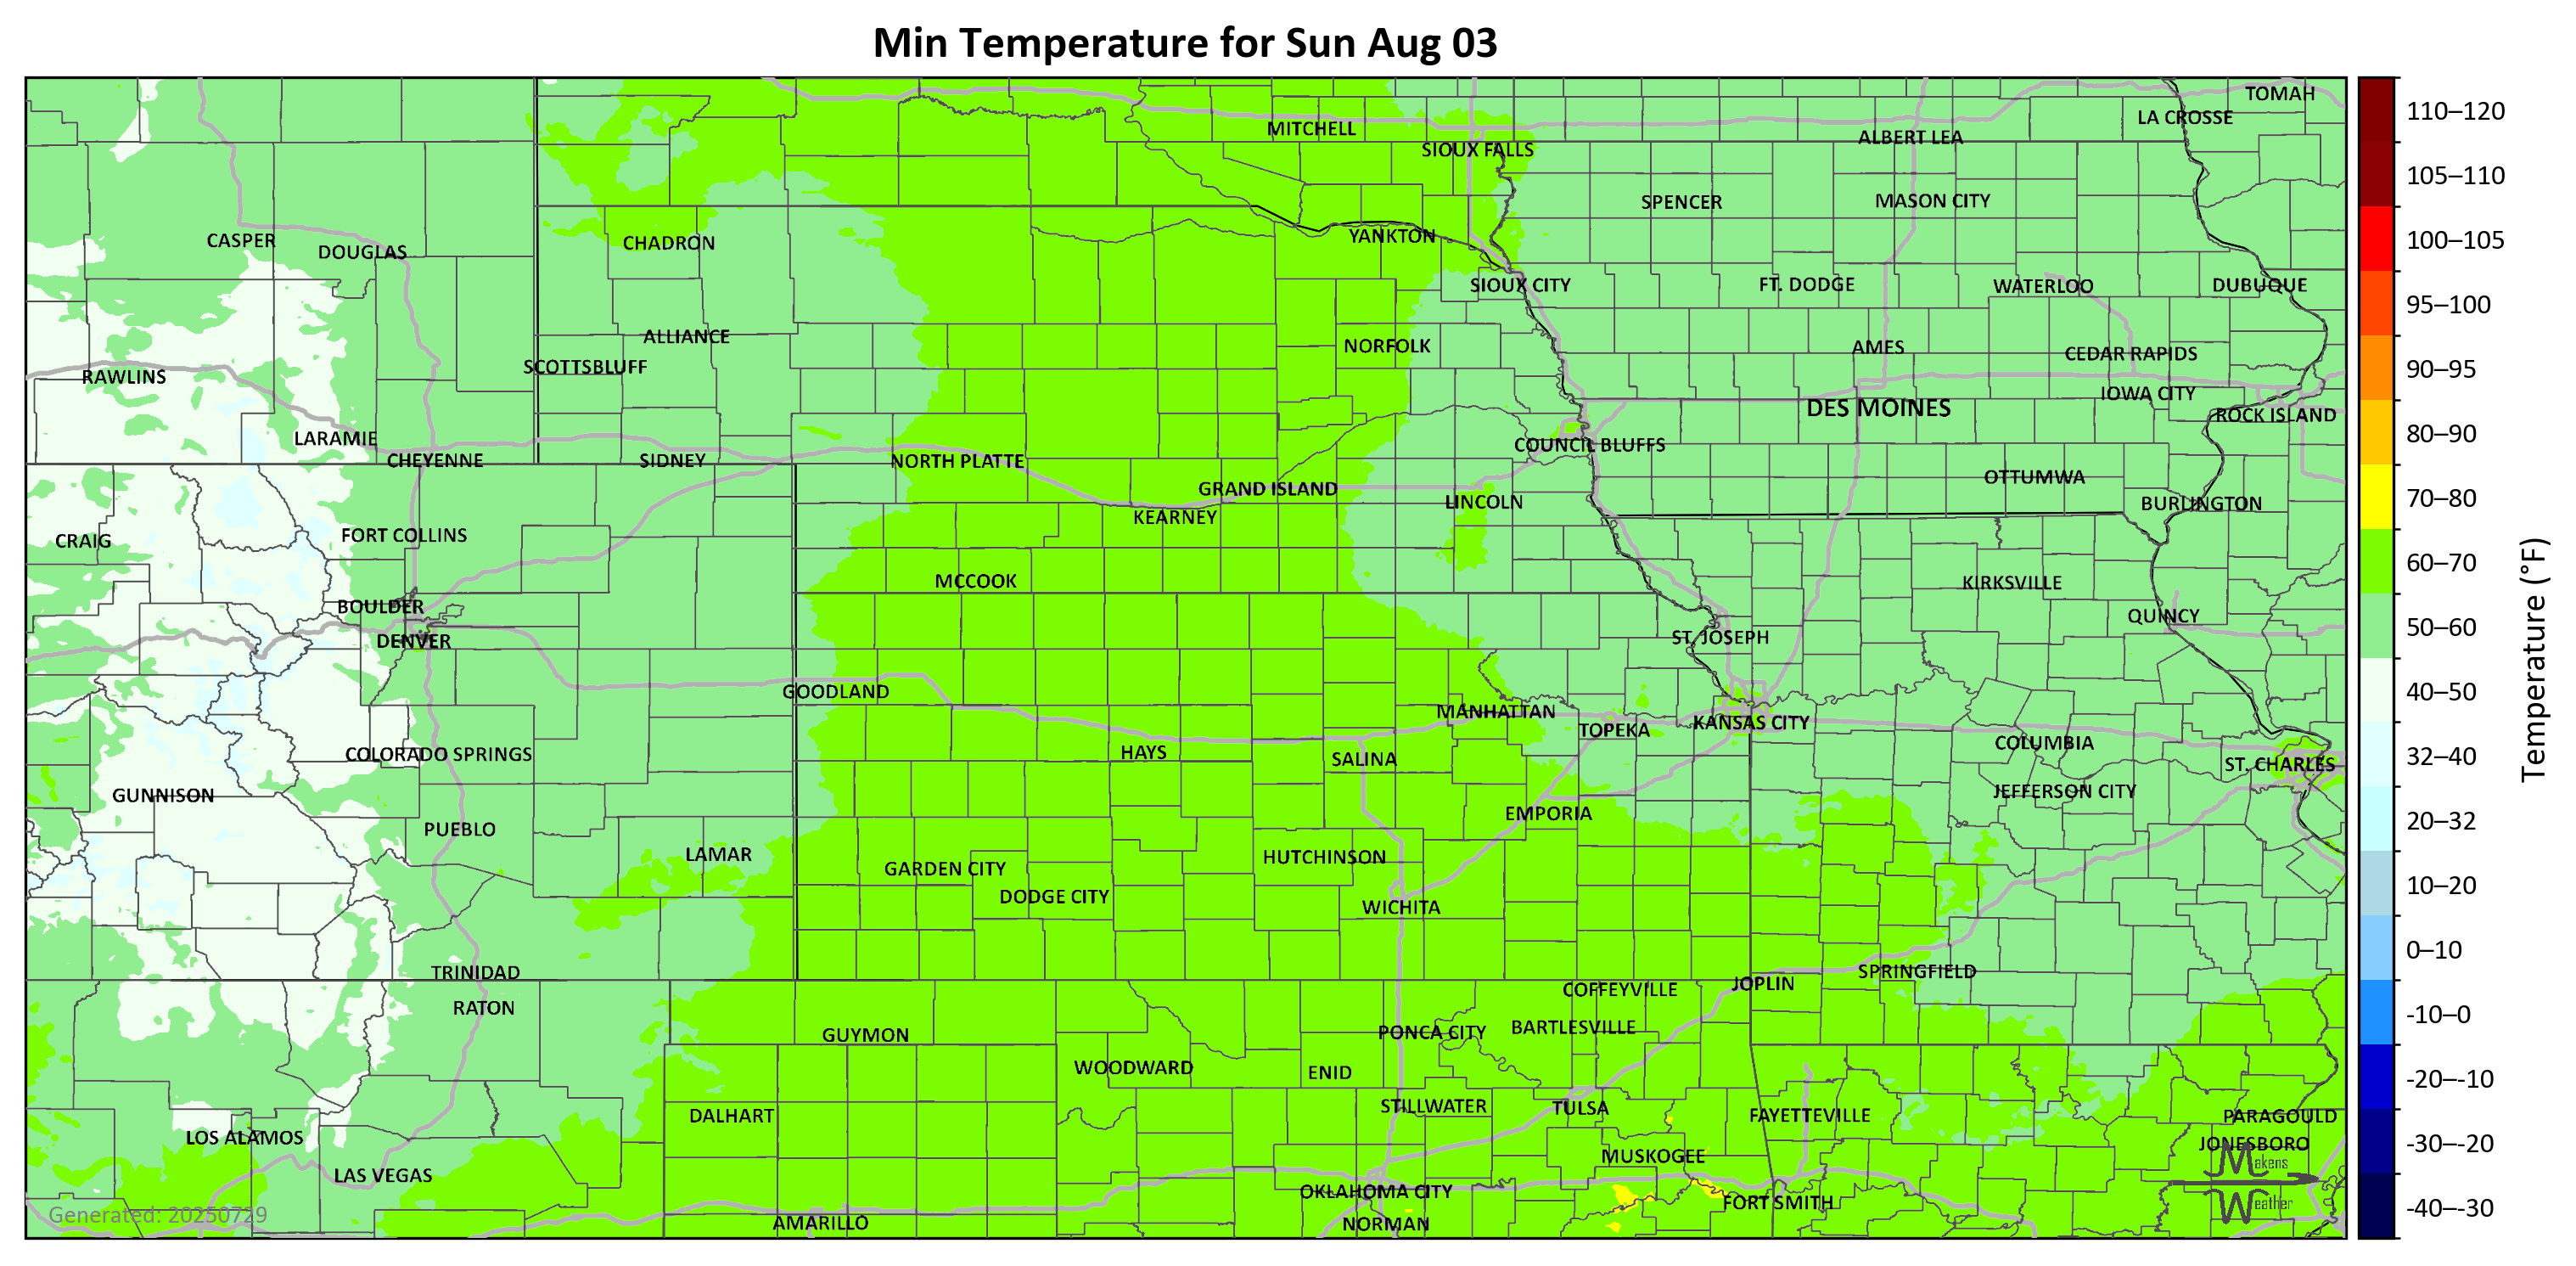 Min Temperature for Sun Aug 03
TOMAH
LA CROSSE
MITCHELL
ALBERT LEA
SIOUX FALLS
SPENCER
MASON CITY
CASPER
DOUGLAS
CHADRON
YANKTON
SIOUX CITY
FT. DODGE
WATERLOO
DUBUQUE
ALLIANCE
NORFOLK
AMES
CEDAR RAPIDS
SCOTTSBLUFF
RAWLINS
IOWA CITY
DES MOINES
ROCK ISLAND
LARAMIE
COUNCIL BLUFFS
CHEYENNE
SIDNEY
NORTH PLATTE
OTTUMWA
GRAND ISLAND
LINCOLN
BURLINGTON
KEARNEY
FORT COLLINS
CRAIG
MCCOOK
KIRKSVILLE
BOULDER
QUINCY
DENVER
ST. JOSEPH
GOODLAND
MANHATTAN
KANSAS CITY
TOPEKA
COLUMBIA
COLORADO SPRINGS
HAYS
SALINA
ST. CHARLES
GUNNISON
JEFFERSON CITY
EMPORIA
PUEBLO
LAMAR
HUTCHINSON
GARDEN CITY
DODGE CITY
WICHITA
TRINIDAD
SPRINGFIELD
JOPLIN
COFFEYVILLE
RATON
GUYMON
PONCA CITY
BARTLESVILLE
WOODWARD
ENID
STILLWATER
TULSA
DALHART
FAYETTEVILLE
PARAGOULD
LOS ALAMOS
JONESBORO
MUSKOGEE
LAS VEGAS
OKLAHOMA CITY
FORT SMITH
AMARILLO
NORMAN
Generated: 20250729
Makens
Weather
110–120
105–110
100–105
95–100
90–95
80–90
70–80
60–70
50–60
40–50
32–40
20–32
10–20
0–10
-10–0
-20–-10
-30–-20
-40–-30
Temperature (°F)